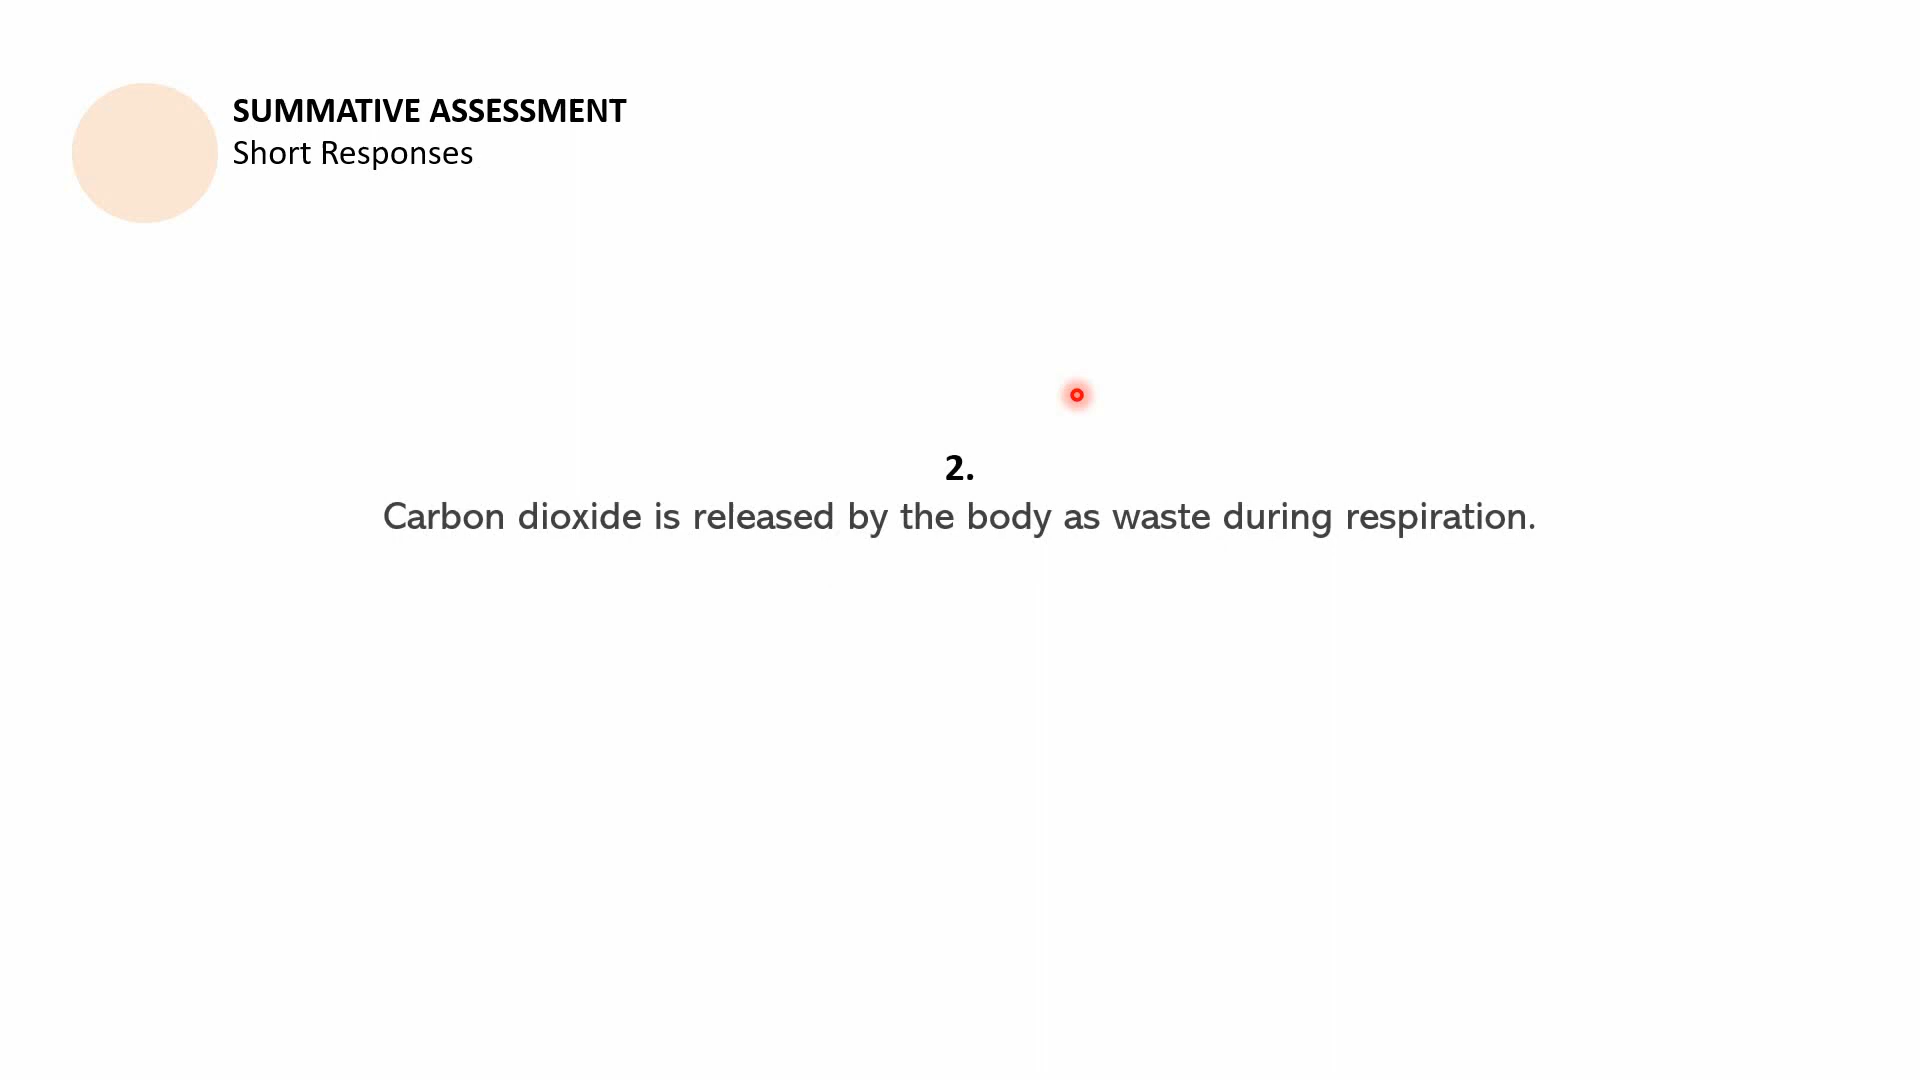 SUMMATIVE ASSESSMENT
Short Responses
2.
Carbon dioxide is released by the body as waste during respiration.